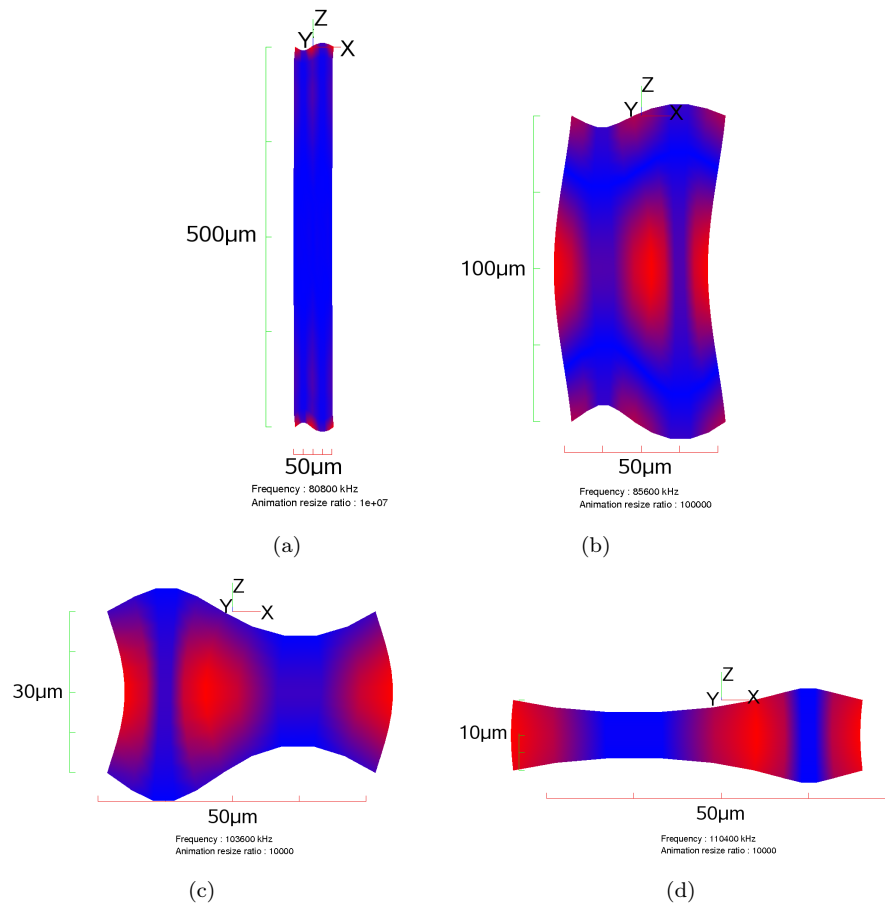 Z
Y
X
500μm
50μm
Frequency : 80800 kHz
Animation resize ratio : 1e+07
(a)
Z
Y
X
100μm
50μm
Frequency : 85600 kHz
Animation resize ratio : 100000
(b)
Z
Y
X
30μm
50μm
Frequency : 103600 kHz
Animation resize ratio : 10000
(c)
Z
Y
X
10μm
50μm
Frequency : 110400 kHz
Animation resize ratio : 10000
(d)